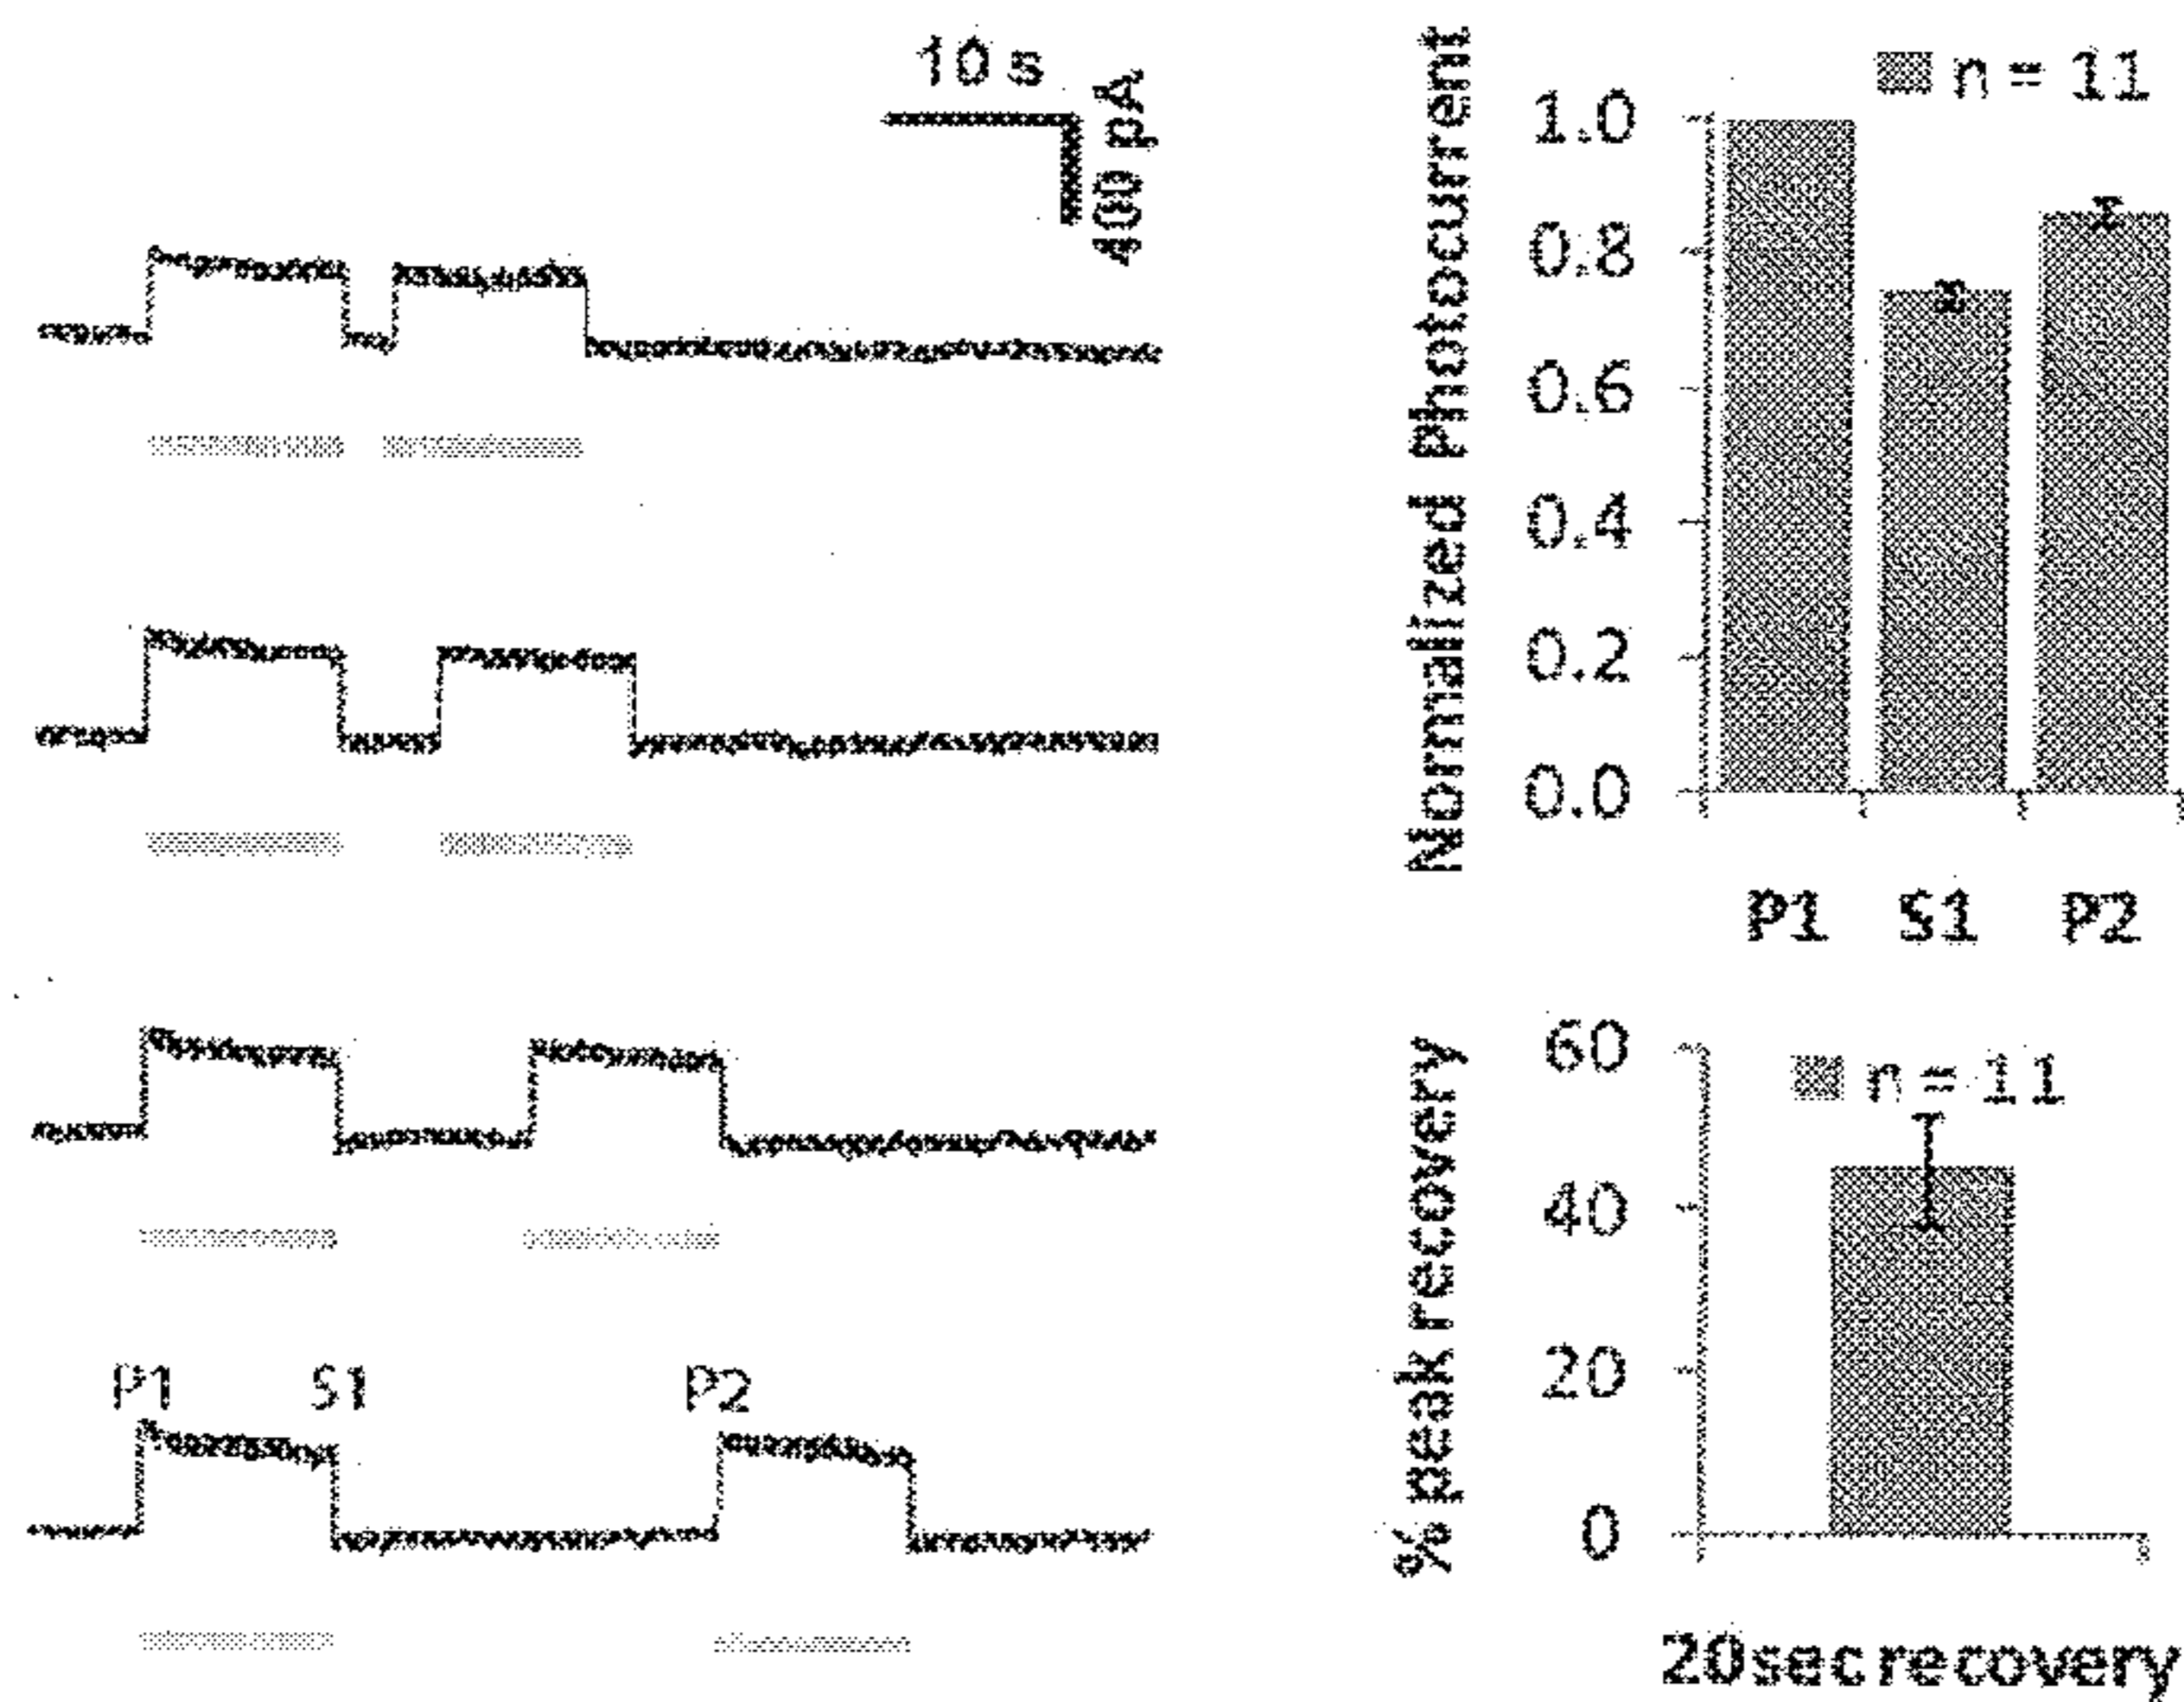 10 s
400 pA
P1 S1 P2
Normalized Photocurrent
n = 11
1.0
0.8
0.6
0.4
0.2
0.0
P1 S1 P2
% peak recovery
n = 11
60
40
20
0
20sec recovery